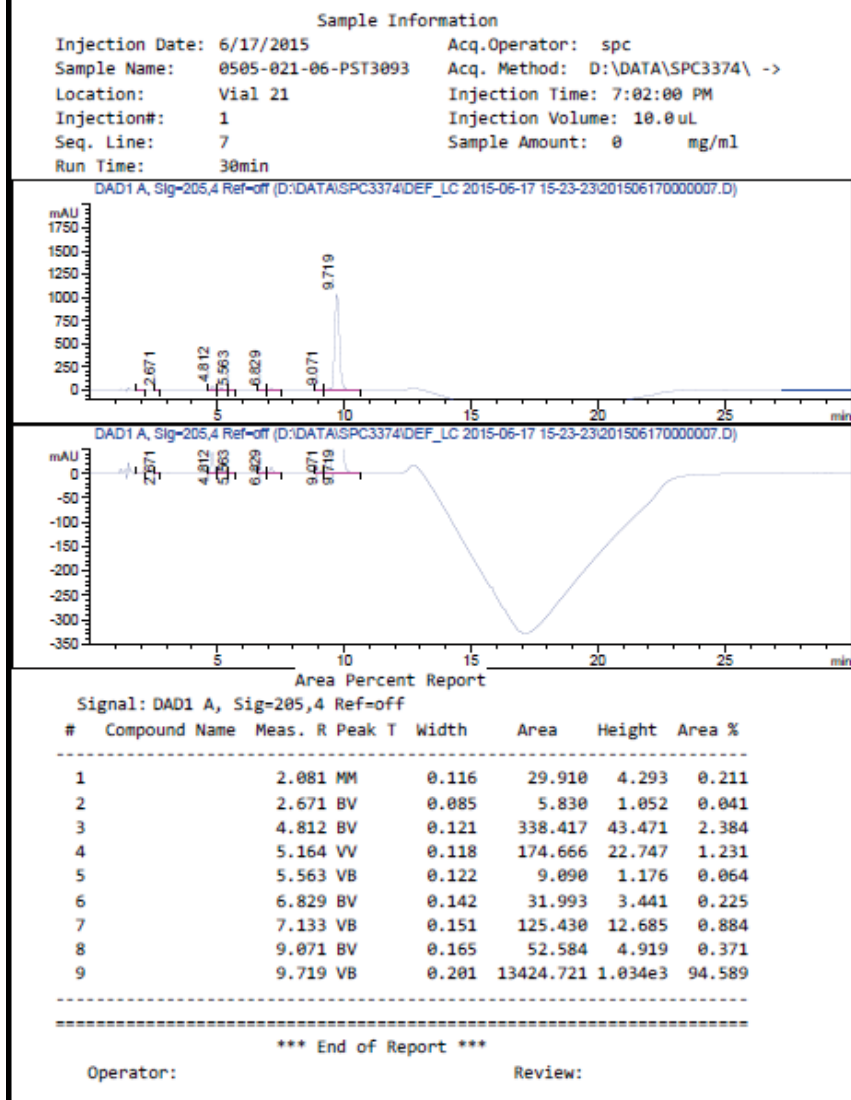 Sample Information
Injection Date: 6/17/2015 Acq.Operator: spc
Sample Name: 0505-021-06-PST3093 Acq. Method: D:\DATA\SPC3374\ ->
Location: Vial 21 Injection Time: 7:02:00 PM
Injection#: 1 Injection Volume: 10.0uL
Seq. Line: 7 Sample Amount: 0 mg/ml
Run Time: 30min
DAD1 A, Sig=205,4 Ref=off (D:\DATA\SPC3374\DEF_LC 2015-06-17 15-23-23\201506170000007.D)
mAU
1750
1500
1250
1000
750
500
250
0
2.671
4.812
5.563
6.829
9.071
9.719
5 10 15 20 25 min
DAD1 A, Sig=205,4 Ref=off (D:\DATA\SPC3374\DEF_LC 2015-06-17 15-23-23\201506170000007.D)
mAU
0
-50
-100
-150
-200
-250
-300
-350
2.671
4.812
5.563
6.829
9.071
9.719
5 10 15 20 25 min
Area Percent Report
Signal: DAD1 A, Sig=205,4 Ref=off
# Compound Name Meas. R Peak T Width Area Height Area %
1 2.081 MM 0.116 29.910 4.293 0.211
2 2.671 BV 0.085 5.830 1.052 0.041
3 4.812 BV 0.121 338.417 43.471 2.384
4 5.164 VV 0.118 174.666 22.747 1.231
5 5.563 VB 0.122 9.090 1.176 0.064
6 6.829 BV 0.142 31.993 3.441 0.225
7 7.133 VB 0.151 125.430 12.685 0.884
8 9.071 BV 0.165 52.584 4.919 0.371
9 9.719 VB 0.201 13424.721 1.034e3 94.589
*** End of Report ***
Operator: Review: